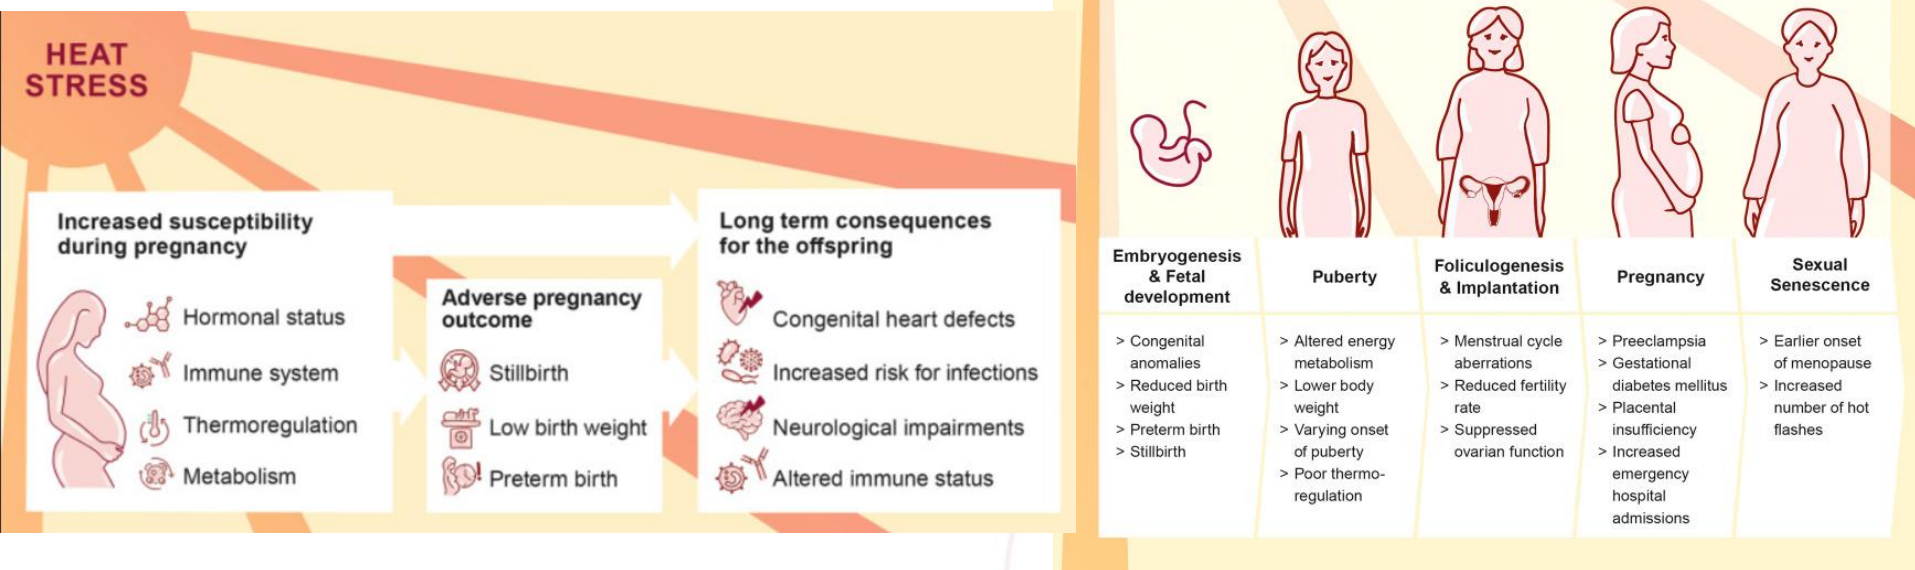 HEAT
STRESS
Increased susceptibility
during pregnancy
Hormonal status
Immune system
Thermoregulation
Metabolism
Adverse pregnancy
outcome
Stillbirth
Low birth weight
Preterm birth
Long term consequences
for the offspring
Congenital heart defects
Increased risk for infections
Neurological impairments
Altered immune status
Embryogenesis
& Fetal
development
> Congenital
anomalies
> Reduced birth
weight
> Preterm birth
> Stillbirth
Puberty
> Altered energy
metabolism
> Lower body
weight
> Varying onset
of puberty
> Poor thermo-
regulation
Foliculogenesis
& Implantation
> Menstrual cycle
aberrations
> Reduced fertility
rate
> Suppressed
ovarian function
Pregnancy
> Preeclampsia
> Gestational
diabetes mellitus
> Placental
insufficiency
> Increased
emergency
hospital
admissions
Sexual
Senescence
> Earlier onset
of menopause
> Increased
number of hot
flashes